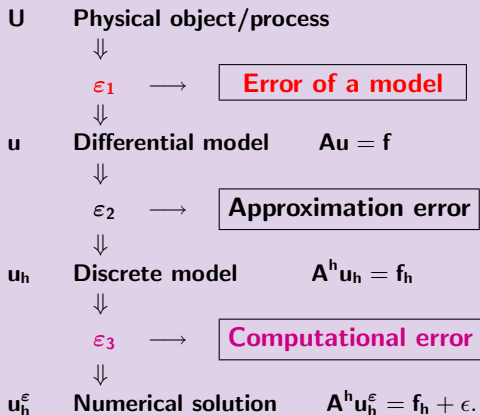 U Physical object/process
⇓
ε₁ ⟶ Error of a model
⇓
u Differential model Au = f
⇓
ε₂ ⟶ Approximation error
⇓
uₕ Discrete model Aʰuₕ = fₕ
⇓
ε₃ ⟶ Computational error
⇓
uₕᵋ Numerical solution Aʰuₕᵋ = fₕ + ϵ.